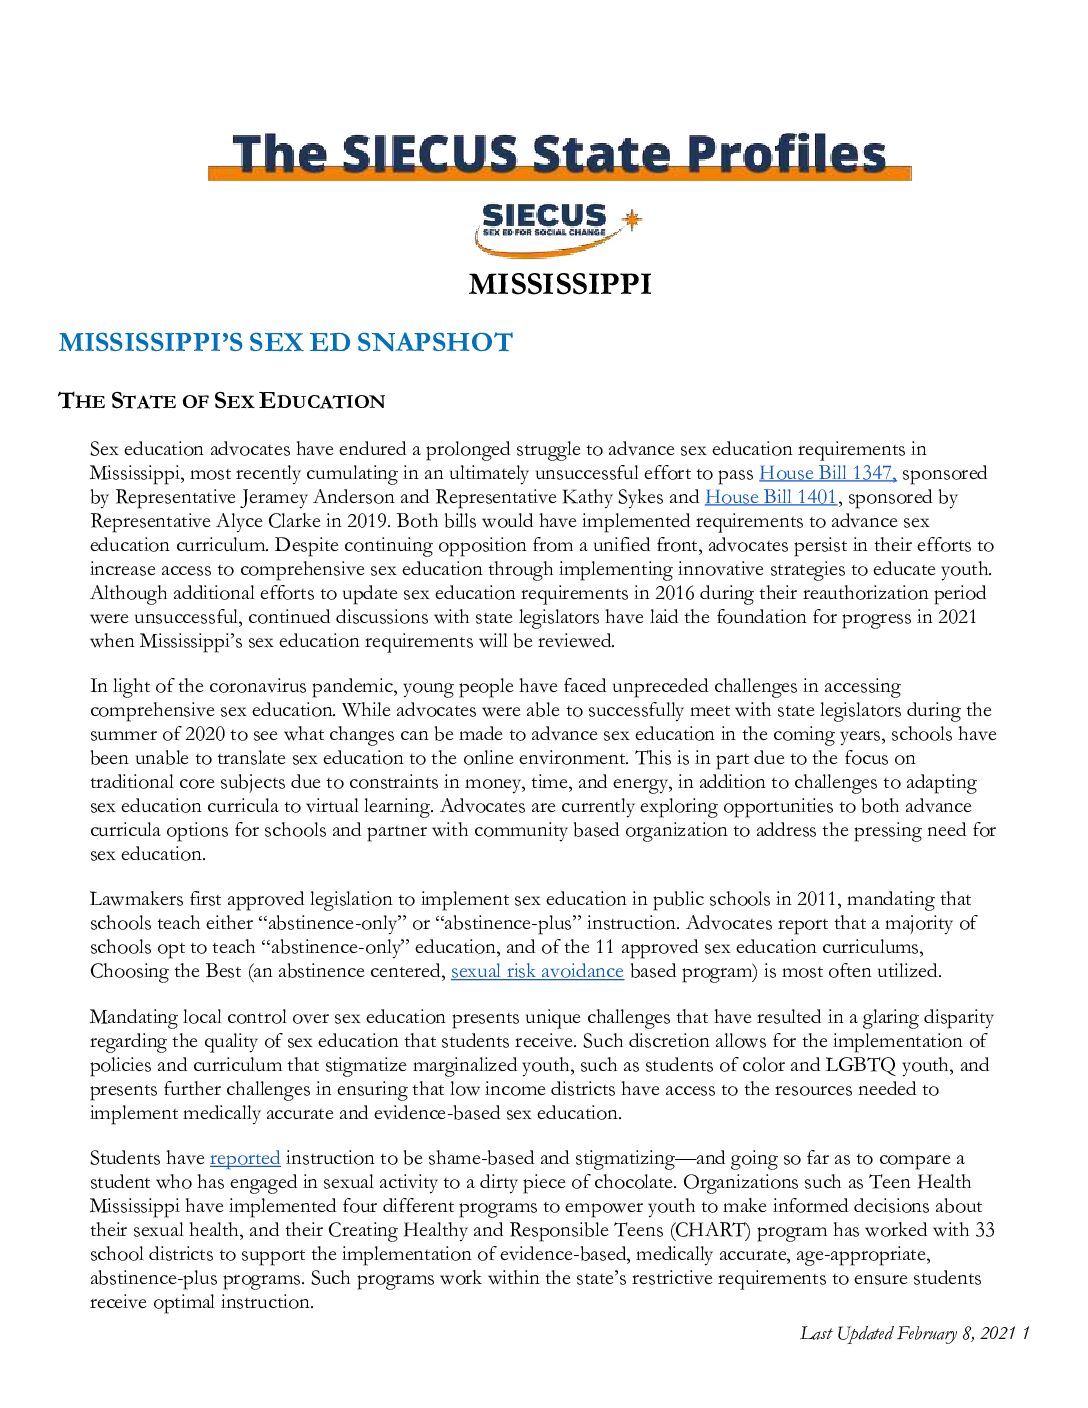 The SIECUS State Profiles
SIECUS
SEX ED FOR SOCIAL CHANGE
MISSISSIPPI
MISSISSIPPI’S SEX ED SNAPSHOT
THE STATE OF SEX EDUCATION
Sex education advocates have endured a prolonged struggle to advance sex education requirements in
Mississippi, most recently cumulating in an ultimately unsuccessful effort to pass House Bill 1347, sponsored
by Representative Jeramey Anderson and Representative Kathy Sykes and House Bill 1401, sponsored by
Representative Alyce Clarke in 2019. Both bills would have implemented requirements to advance sex
education curriculum. Despite continuing opposition from a unified front, advocates persist in their efforts to
increase access to comprehensive sex education through implementing innovative strategies to educate youth.
Although additional efforts to update sex education requirements in 2016 during their reauthorization period
were unsuccessful, continued discussions with state legislators have laid the foundation for progress in 2021
when Mississippi’s sex education requirements will be reviewed.
In light of the coronavirus pandemic, young people have faced unpreceded challenges in accessing
comprehensive sex education. While advocates were able to successfully meet with state legislators during the
summer of 2020 to see what changes can be made to advance sex education in the coming years, schools have
been unable to translate sex education to the online environment. This is in part due to the focus on
traditional core subjects due to constraints in money, time, and energy, in addition to challenges to adapting
sex education curricula to virtual learning. Advocates are currently exploring opportunities to both advance
curricula options for schools and partner with community based organization to address the pressing need for
sex education.
Lawmakers first approved legislation to implement sex education in public schools in 2011, mandating that
schools teach either “abstinence-only” or “abstinence-plus” instruction. Advocates report that a majority of
schools opt to teach “abstinence-only” education, and of the 11 approved sex education curriculums,
Choosing the Best (an abstinence centered, sexual risk avoidance based program) is most often utilized.
Mandating local control over sex education presents unique challenges that have resulted in a glaring disparity
regarding the quality of sex education that students receive. Such discretion allows for the implementation of
policies and curriculum that stigmatize marginalized youth, such as students of color and LGBTQ youth, and
presents further challenges in ensuring that low income districts have access to the resources needed to
implement medically accurate and evidence-based sex education.
Students have reported instruction to be shame-based and stigmatizing—and going so far as to compare a
student who has engaged in sexual activity to a dirty piece of chocolate. Organizations such as Teen Health
Mississippi have implemented four different programs to empower youth to make informed decisions about
their sexual health, and their Creating Healthy and Responsible Teens (CHART) program has worked with 33
school districts to support the implementation of evidence-based, medically accurate, age-appropriate,
abstinence-plus programs. Such programs work within the state’s restrictive requirements to ensure students
receive optimal instruction.
Last Updated February 8, 2021 1